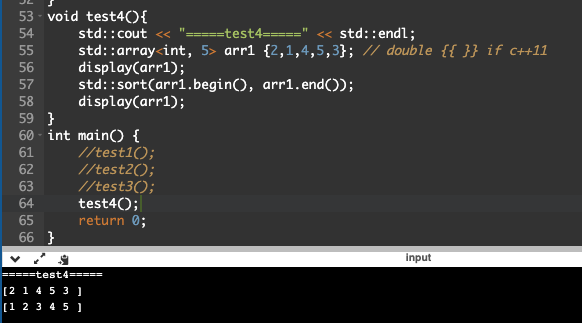 52 }
53 void test4(){
54     std::cout << "=====test4=====" << std::endl;
55     std::array<int, 5> arr1 {2,1,4,5,3}; // double {{ }} if c++11
56     display(arr1);
57     std::sort(arr1.begin(), arr1.end());
58     display(arr1);
59 }
60 int main() {
61     //test1();
62     //test2();
63     //test3();
64     test4();
65     return 0;
66 }
input
=====test4=====
[2 1 4 5 3 ]
[1 2 3 4 5 ]